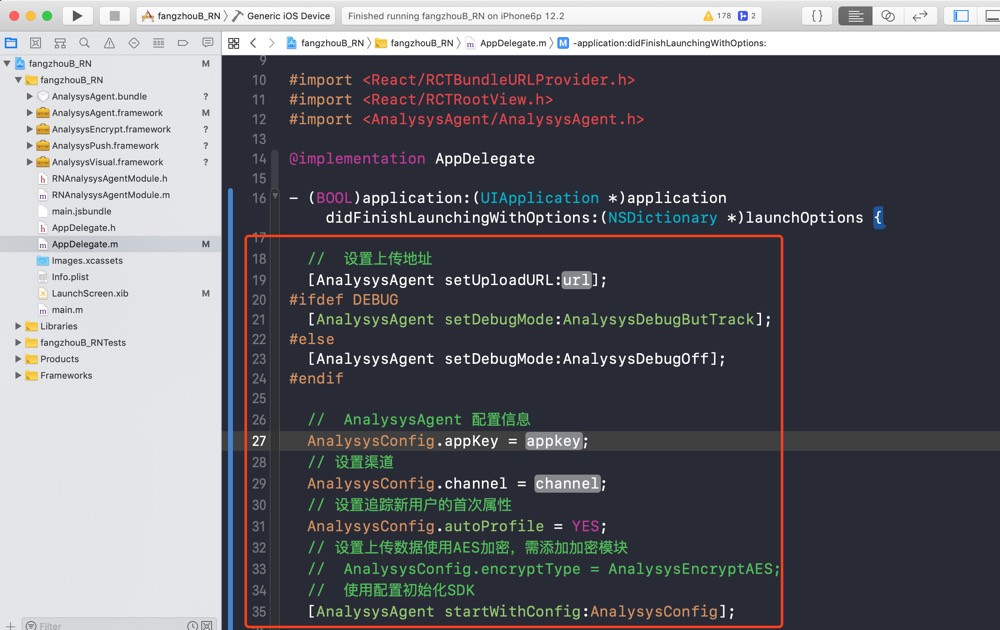 fangzhouB_RN 〉 Generic iOS Device
Finished running fangzhouB_RN on iPhone6p 12.2
178
2
{ }
fangzhouB_RN 〉 fangzhouB_RN 〉 AppDelegate.m 〉 M -application:didFinishLaunchingWithOptions:
fangzhouB_RN M
fangzhouB_RN
AnalysysAgent.bundle ?
AnalysysAgent.framework M
AnalysysEncrypt.framework ?
AnalysysPush.framework ?
AnalysysVisual.framework ?
h RNAnalysysAgentModule.h
m RNAnalysysAgentModule.m
main.jsbundle
h AppDelegate.h
m AppDelegate.m M
Images.xcassets
Info.plist
LaunchScreen.xib M
m main.m
Libraries
fangzhouB_RNTests
Products
Frameworks
Filter
9
10 #import <React/RCTBundleURLProvider.h>
11 #import <React/RCTRootView.h>
12 #import <AnalysysAgent/AnalysysAgent.h>
13
14 @implementation AppDelegate
15
16 - (BOOL)application:(UIApplication *)application
didFinishLaunchingWithOptions:(NSDictionary *)launchOptions {
17
18 // 设置上传地址
19 [AnalysysAgent setUploadURL:url];
20 #ifdef DEBUG
21 [AnalysysAgent setDebugMode:AnalysysDebugButTrack];
22 #else
23 [AnalysysAgent setDebugMode:AnalysysDebugOff];
24 #endif
25
26 // AnalysysAgent 配置信息
27 AnalysysConfig.appKey = appkey;
28 // 设置渠道
29 AnalysysConfig.channel = channel;
30 // 设置追踪新用户的首次属性
31 AnalysysConfig.autoProfile = YES;
32 // 设置上传数据使用AES加密，需添加加密模块
33 // AnalysysConfig.encryptType = AnalysysEncryptAES;
34 // 使用配置初始化SDK
35 [AnalysysAgent startWithConfig:AnalysysConfig];